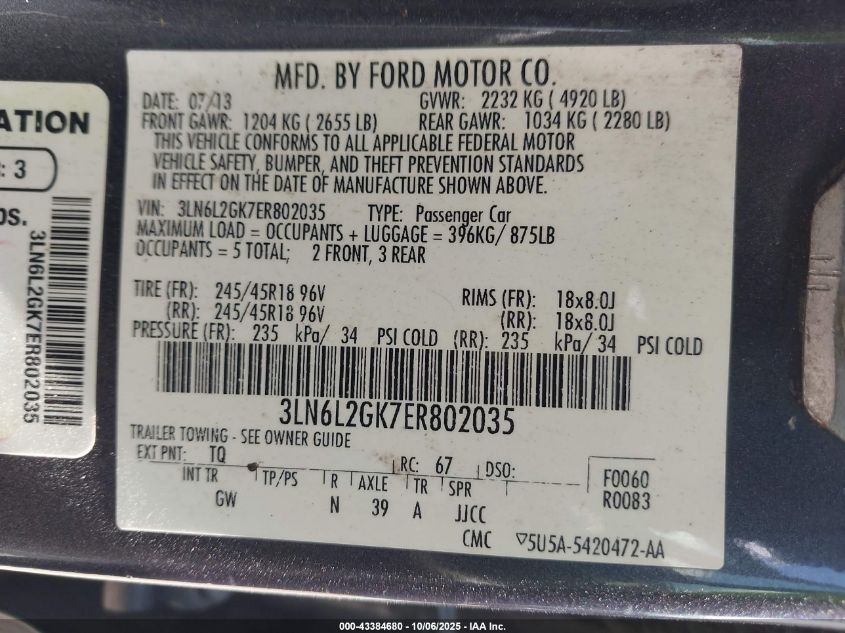 ATION
: 3
bs.
3LN6L2GK7ER802035
MFD. BY FORD MOTOR CO.
DATE: 07/13 GVWR: 2232 KG ( 4920 LB)
FRONT GAWR: 1204 KG ( 2655 LB) REAR GAWR: 1034 KG ( 2280 LB)
THIS VEHICLE CONFORMS TO ALL APPLICABLE FEDERAL MOTOR
VEHICLE SAFETY, BUMPER, AND THEFT PREVENTION STANDARDS
IN EFFECT ON THE DATE OF MANUFACTURE SHOWN ABOVE.
VIN: 3LN6L2GK7ER802035 TYPE: Passenger Car
MAXIMUM LOAD = OCCUPANTS + LUGGAGE = 396KG/ 875LB
OCCUPANTS = 5 TOTAL; 2 FRONT, 3 REAR
TIRE (FR): 245/45R18 96V RIMS (FR): 18x8.0J
(RR): 245/45R18 96V (RR): 18x8.0J
PRESSURE (FR): 235 kPa/ 34 PSI COLD (RR): 235 kPa/ 34 PSI COLD
3LN6L2GK7ER802035
TRAILER TOWING - SEE OWNER GUIDE
EXT PNT: TQ RC: 67 DSO: F0060
INT TR TP/PS R AXLE TR SPR R0083
GW N 39 A JJCC
CMC ▽5U5A-5420472-AA
000-43384680 - 10/06/2025 - IAA Inc.